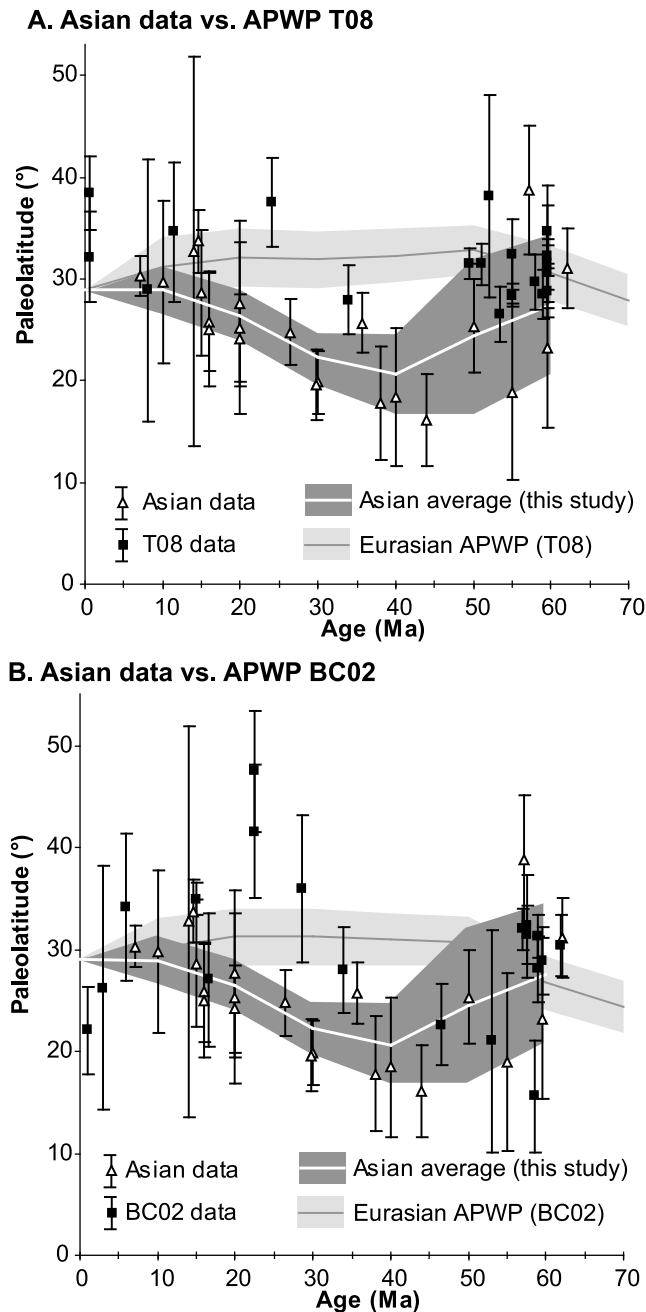 A. Asian data vs. APWP T08
50
40
30
20
10
0
Paleolatitude (°)
Asian data
Asian average (this study)
T08 data
Eurasian APWP (T08)
0 10 20 30 40 50 60 70
Age (Ma)
B. Asian data vs. APWP BC02
50
40
30
20
10
0
Paleolatitude (°)
Asian data
Asian average (this study)
BC02 data
Eurasian APWP (BC02)
0 10 20 30 40 50 60 70
Age (Ma)